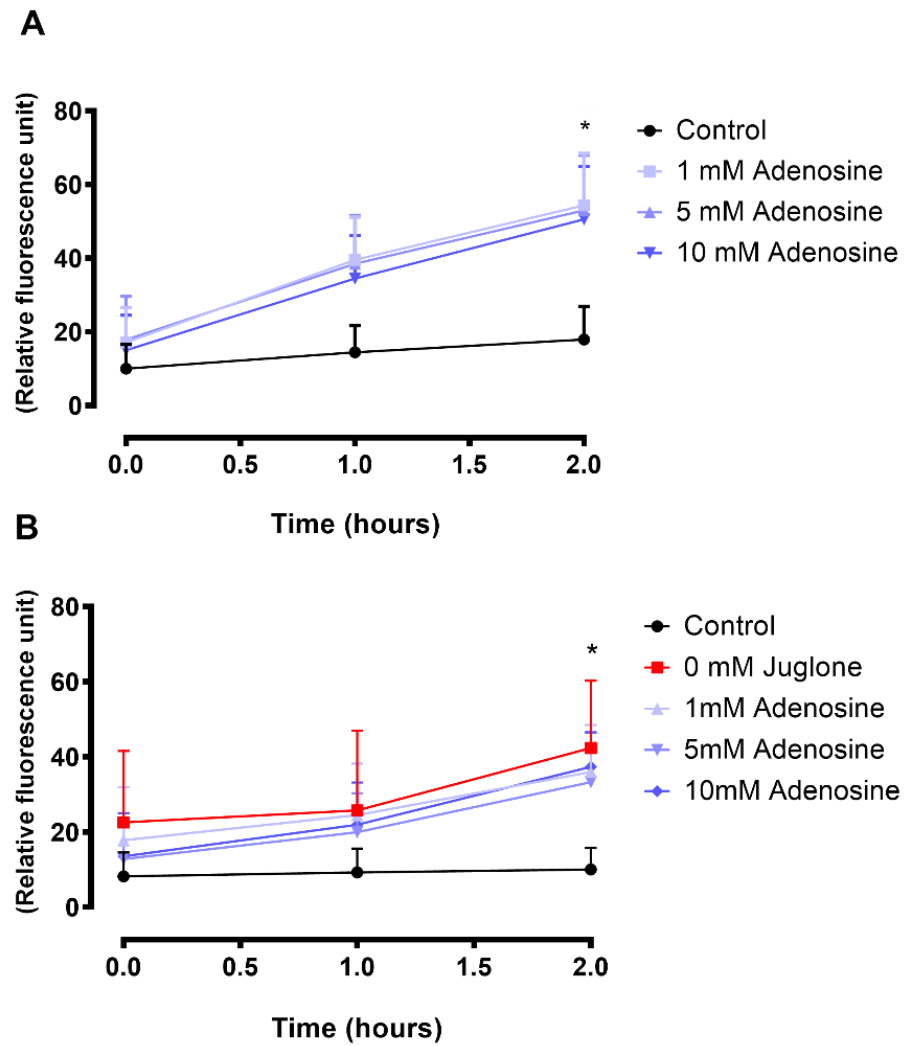 A
(Relative fluorescence unit)
80
60
40
20
0
*
Control
1 mM Adenosine
5 mM Adenosine
10 mM Adenosine
0.0 0.5 1.0 1.5 2.0
Time (hours)
B
(Relative fluorescence unit)
80
60
40
20
0
*
Control
0 mM Juglone
1mM Adenosine
5mM Adenosine
10mM Adenosine
0.0 0.5 1.0 1.5 2.0
Time (hours)